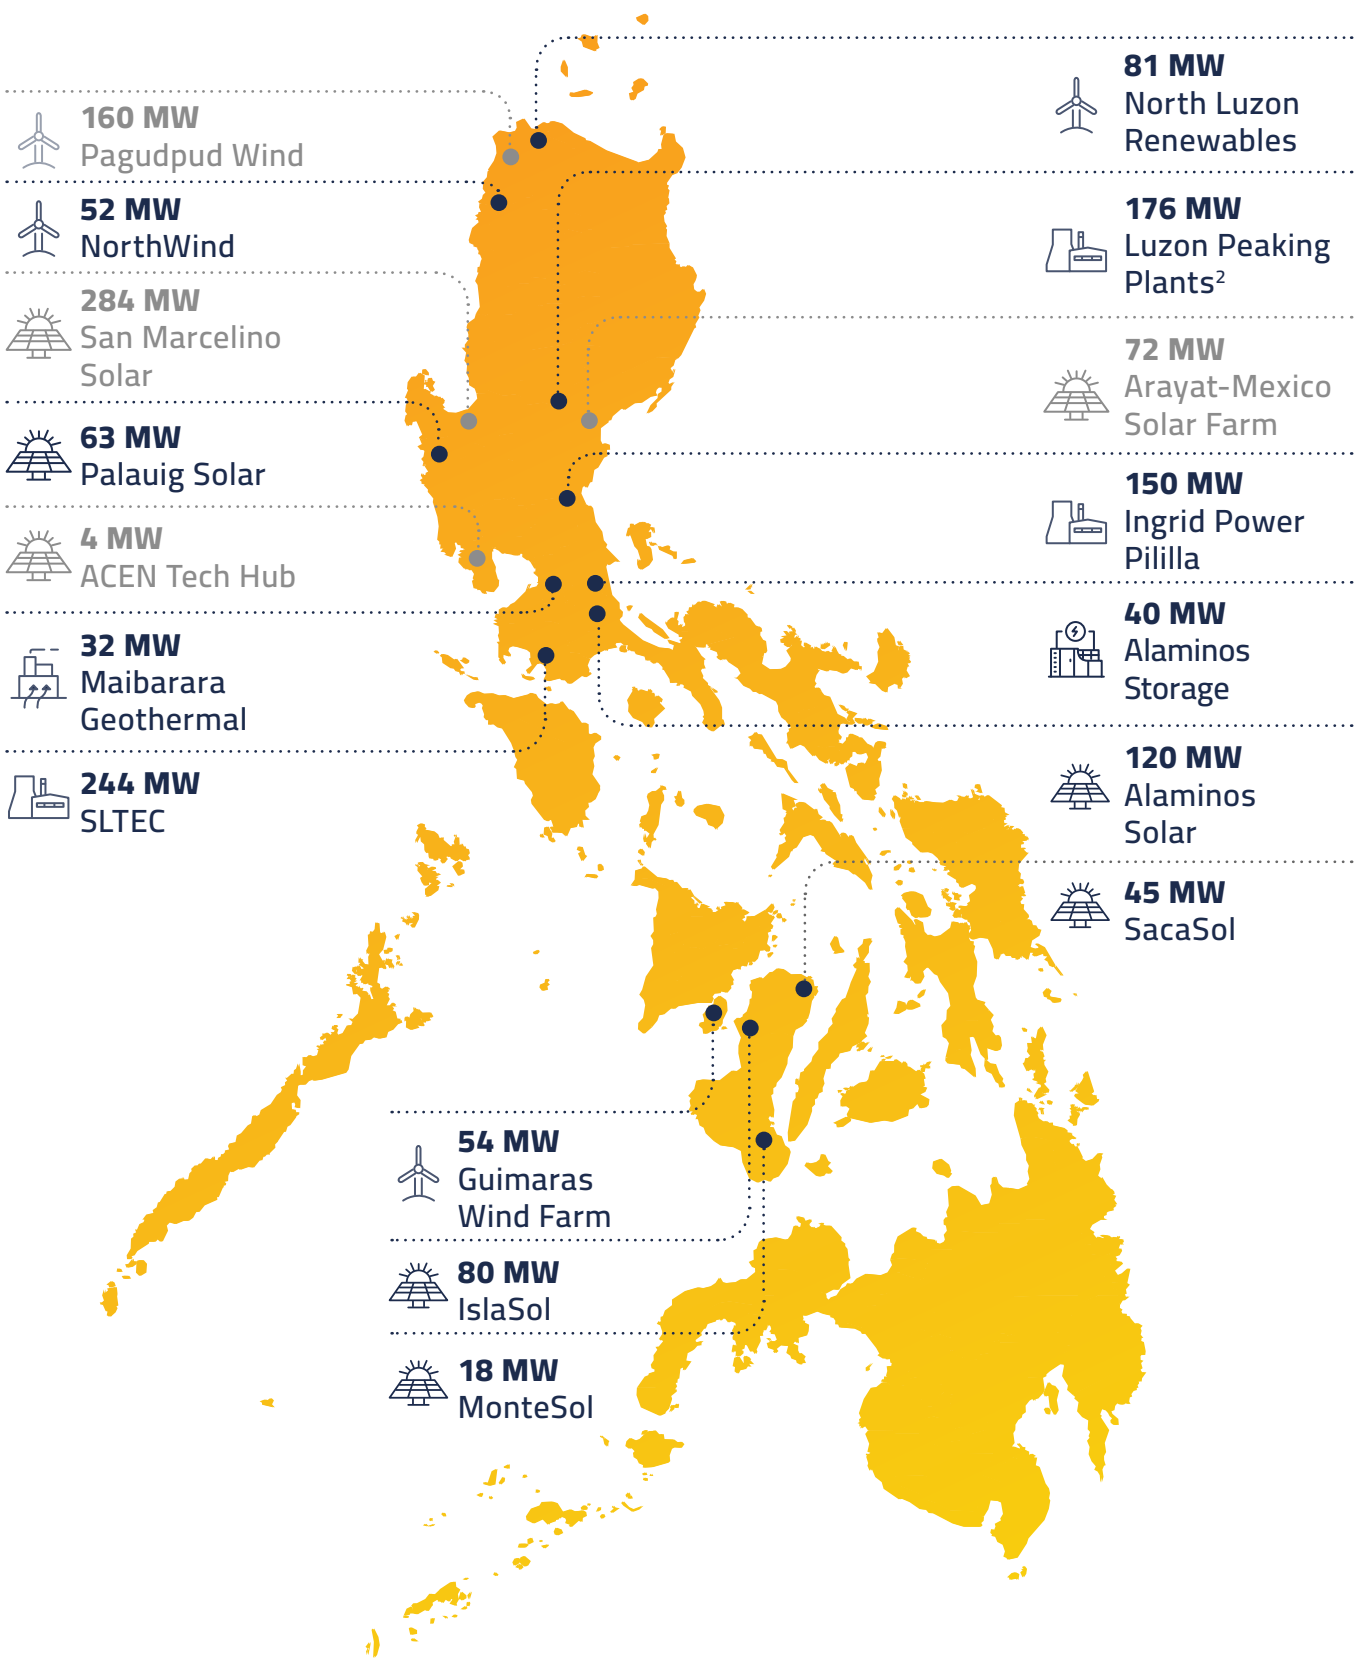 160 MW
Pagudpud Wind
52 MW
NorthWind
284 MW
San Marcelino
Solar
63 MW
Palauig Solar
4 MW
ACEN Tech Hub
32 MW
Maibarara
Geothermal
244 MW
SLTEC
81 MW
North Luzon
Renewables
176 MW
Luzon Peaking
Plants²
72 MW
Arayat-Mexico
Solar Farm
150 MW
Ingrid Power
Pililla
40 MW
Alaminos
Storage
120 MW
Alaminos
Solar
45 MW
SacaSol
54 MW
Guimaras
Wind Farm
80 MW
IslaSol
18 MW
MonteSol